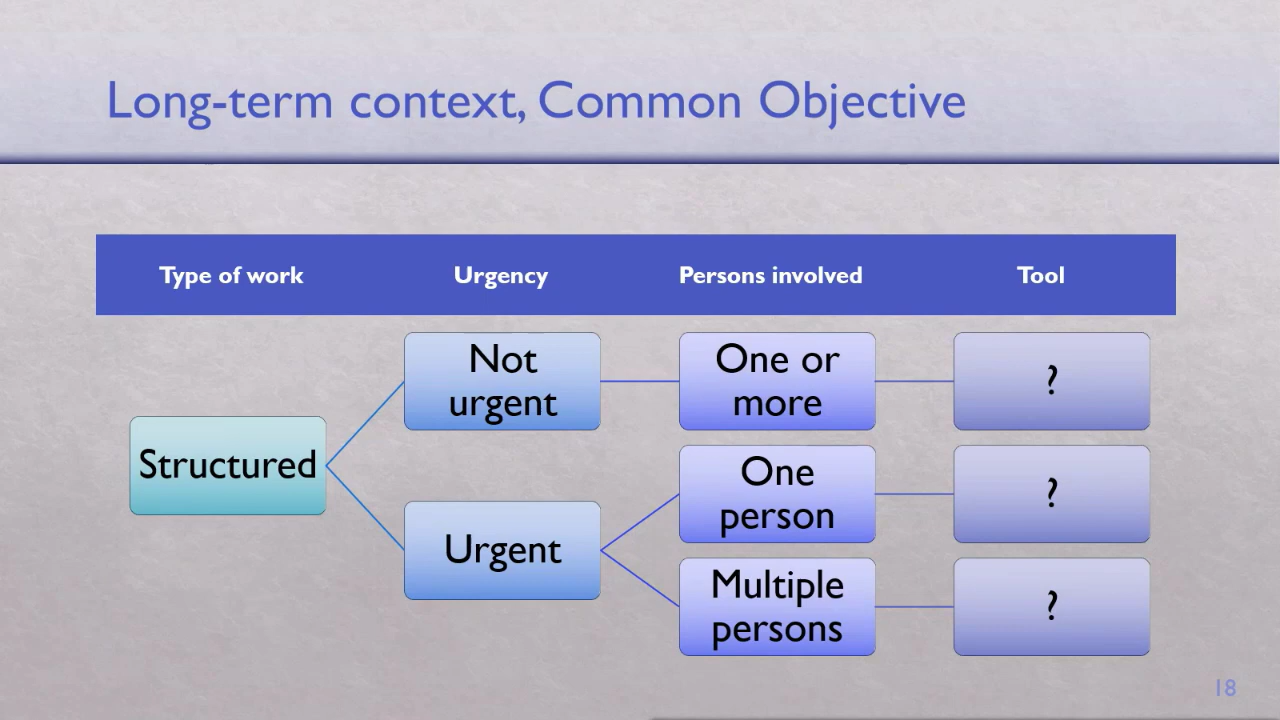 Long-term context, Common Objective
Type of work
Urgency
Persons involved
Tool
Structured
Not
urgent
One or
more
?
Urgent
One
person
?
Multiple
persons
?
18